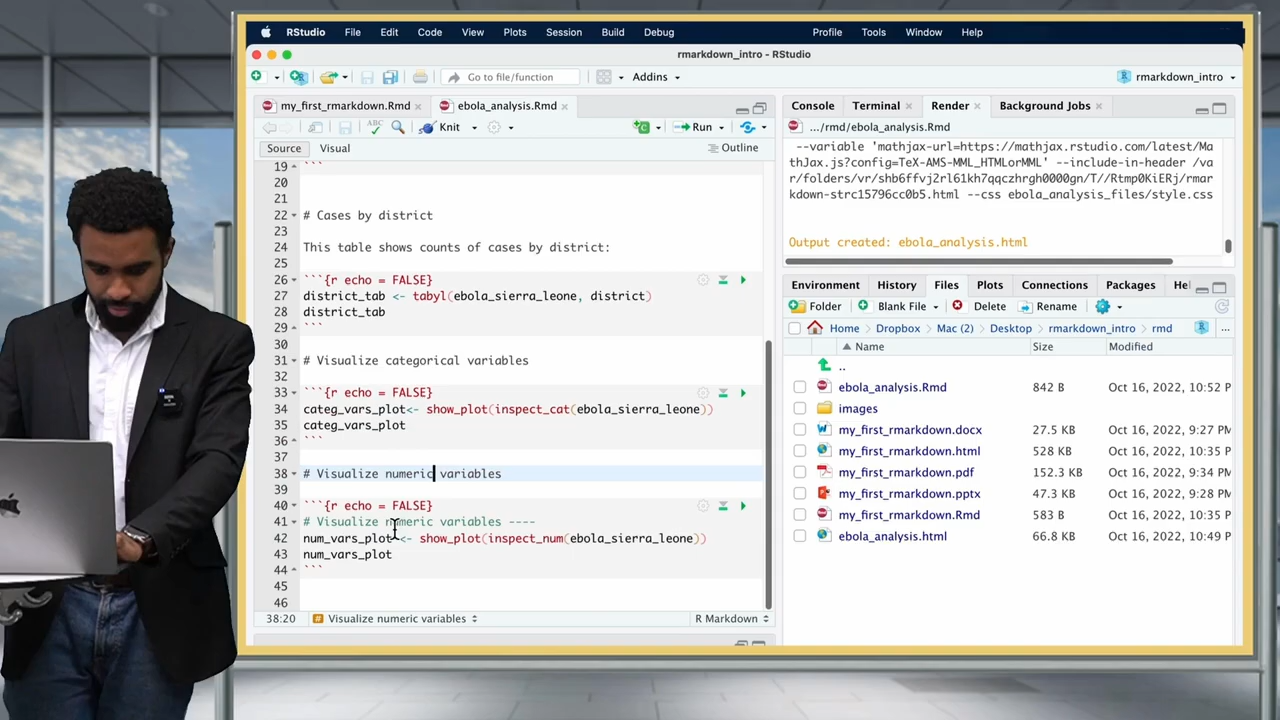 RStudio File Edit Code View Plots Session Build Debug Profile Tools Window Help
rmarkdown_intro - RStudio
Go to file/function Addins rmarkdown_intro
my_first_rmarkdown.Rmd ebola_analysis.Rmd
ABC Knit Run
Source Visual Outline
19 ```
20
21
22 # Cases by district
23
24 This table shows counts of cases by district:
25
26 ```{r echo = FALSE}
27 district_tab <- tabyl(ebola_sierra_leone, district)
28 district_tab
29 ```
30
31 # Visualize categorical variables
32
33 ```{r echo = FALSE}
34 categ_vars_plot<- show_plot(inspect_cat(ebola_sierra_leone))
35 categ_vars_plot
36 ```
37
38 # Visualize numeric variables
39
40 ```{r echo = FALSE}
41 # Visualize numeric variables ----
42 num_vars_plot <- show_plot(inspect_num(ebola_sierra_leone))
43 num_vars_plot
44 ```
45
46
38:20 # Visualize numeric variables R Markdown
Console Terminal Render Background Jobs
.../rmd/ebola_analysis.Rmd
--variable 'mathjax-url=https://mathjax.rstudio.com/latest/Ma
thJax.js?config=TeX-AMS-MML_HTMLorMML' --include-in-header /va
r/folders/vr/shb6ffvj2rl61kh7qqczhrgh0000gn/T//Rtmp0KiERj/rmar
kdown-strc15796cc0b5.html --css ebola_analysis_files/style.css
Output created: ebola_analysis.html
Environment History Files Plots Connections Packages He
Folder Blank File Delete Rename
Home Dropbox Mac (2) Desktop rmarkdown_intro rmd ...
Name Size Modified
..
ebola_analysis.Rmd 842 B Oct 16, 2022, 10:52 P
images
my_first_rmarkdown.docx 27.5 KB Oct 16, 2022, 9:27 PM
my_first_rmarkdown.html 528 KB Oct 16, 2022, 10:35 P
my_first_rmarkdown.pdf 152.3 KB Oct 16, 2022, 9:34 PM
my_first_rmarkdown.pptx 47.3 KB Oct 16, 2022, 9:28 PM
my_first_rmarkdown.Rmd 583 B Oct 16, 2022, 10:35 P
ebola_analysis.html 66.8 KB Oct 16, 2022, 10:49 P